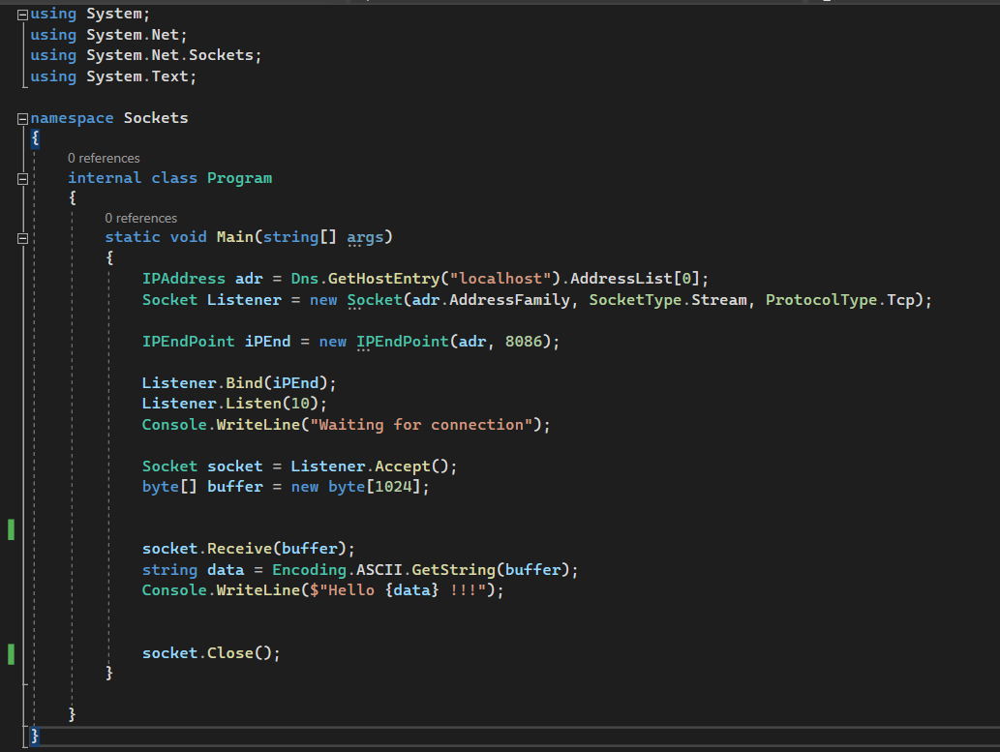 using System;
using System.Net;
using System.Net.Sockets;
using System.Text;
namespace Sockets
{
0 references
internal class Program
{
0 references
static void Main(string[] args)
{
IPAddress adr = Dns.GetHostEntry("localhost").AddressList[0];
Socket Listener = new Socket(adr.AddressFamily, SocketType.Stream, ProtocolType.Tcp);
IPEndPoint iPEnd = new IPEndPoint(adr, 8086);
Listener.Bind(iPEnd);
Listener.Listen(10);
Console.WriteLine("Waiting for connection");
Socket socket = Listener.Accept();
byte[] buffer = new byte[1024];
socket.Receive(buffer);
string data = Encoding.ASCII.GetString(buffer);
Console.WriteLine($"Hello {data} !!!");
socket.Close();
}
}
}